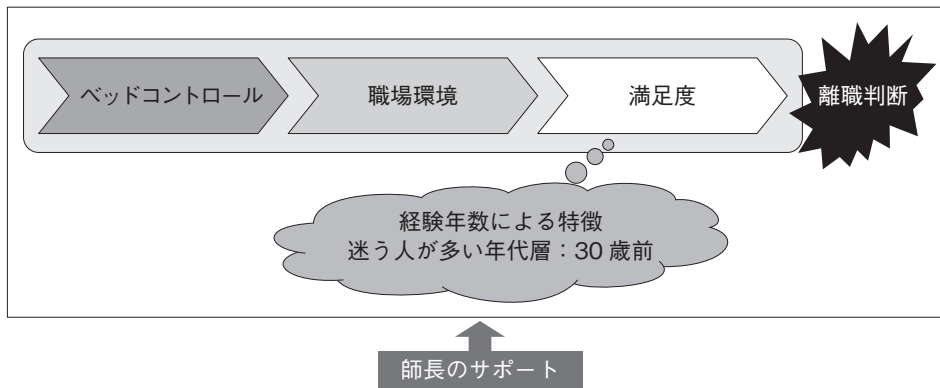 ベッドコントロール
職場環境
満足度
離職判断
経験年数による特徴
迷う人が多い年代層：30歳前
師長のサポート